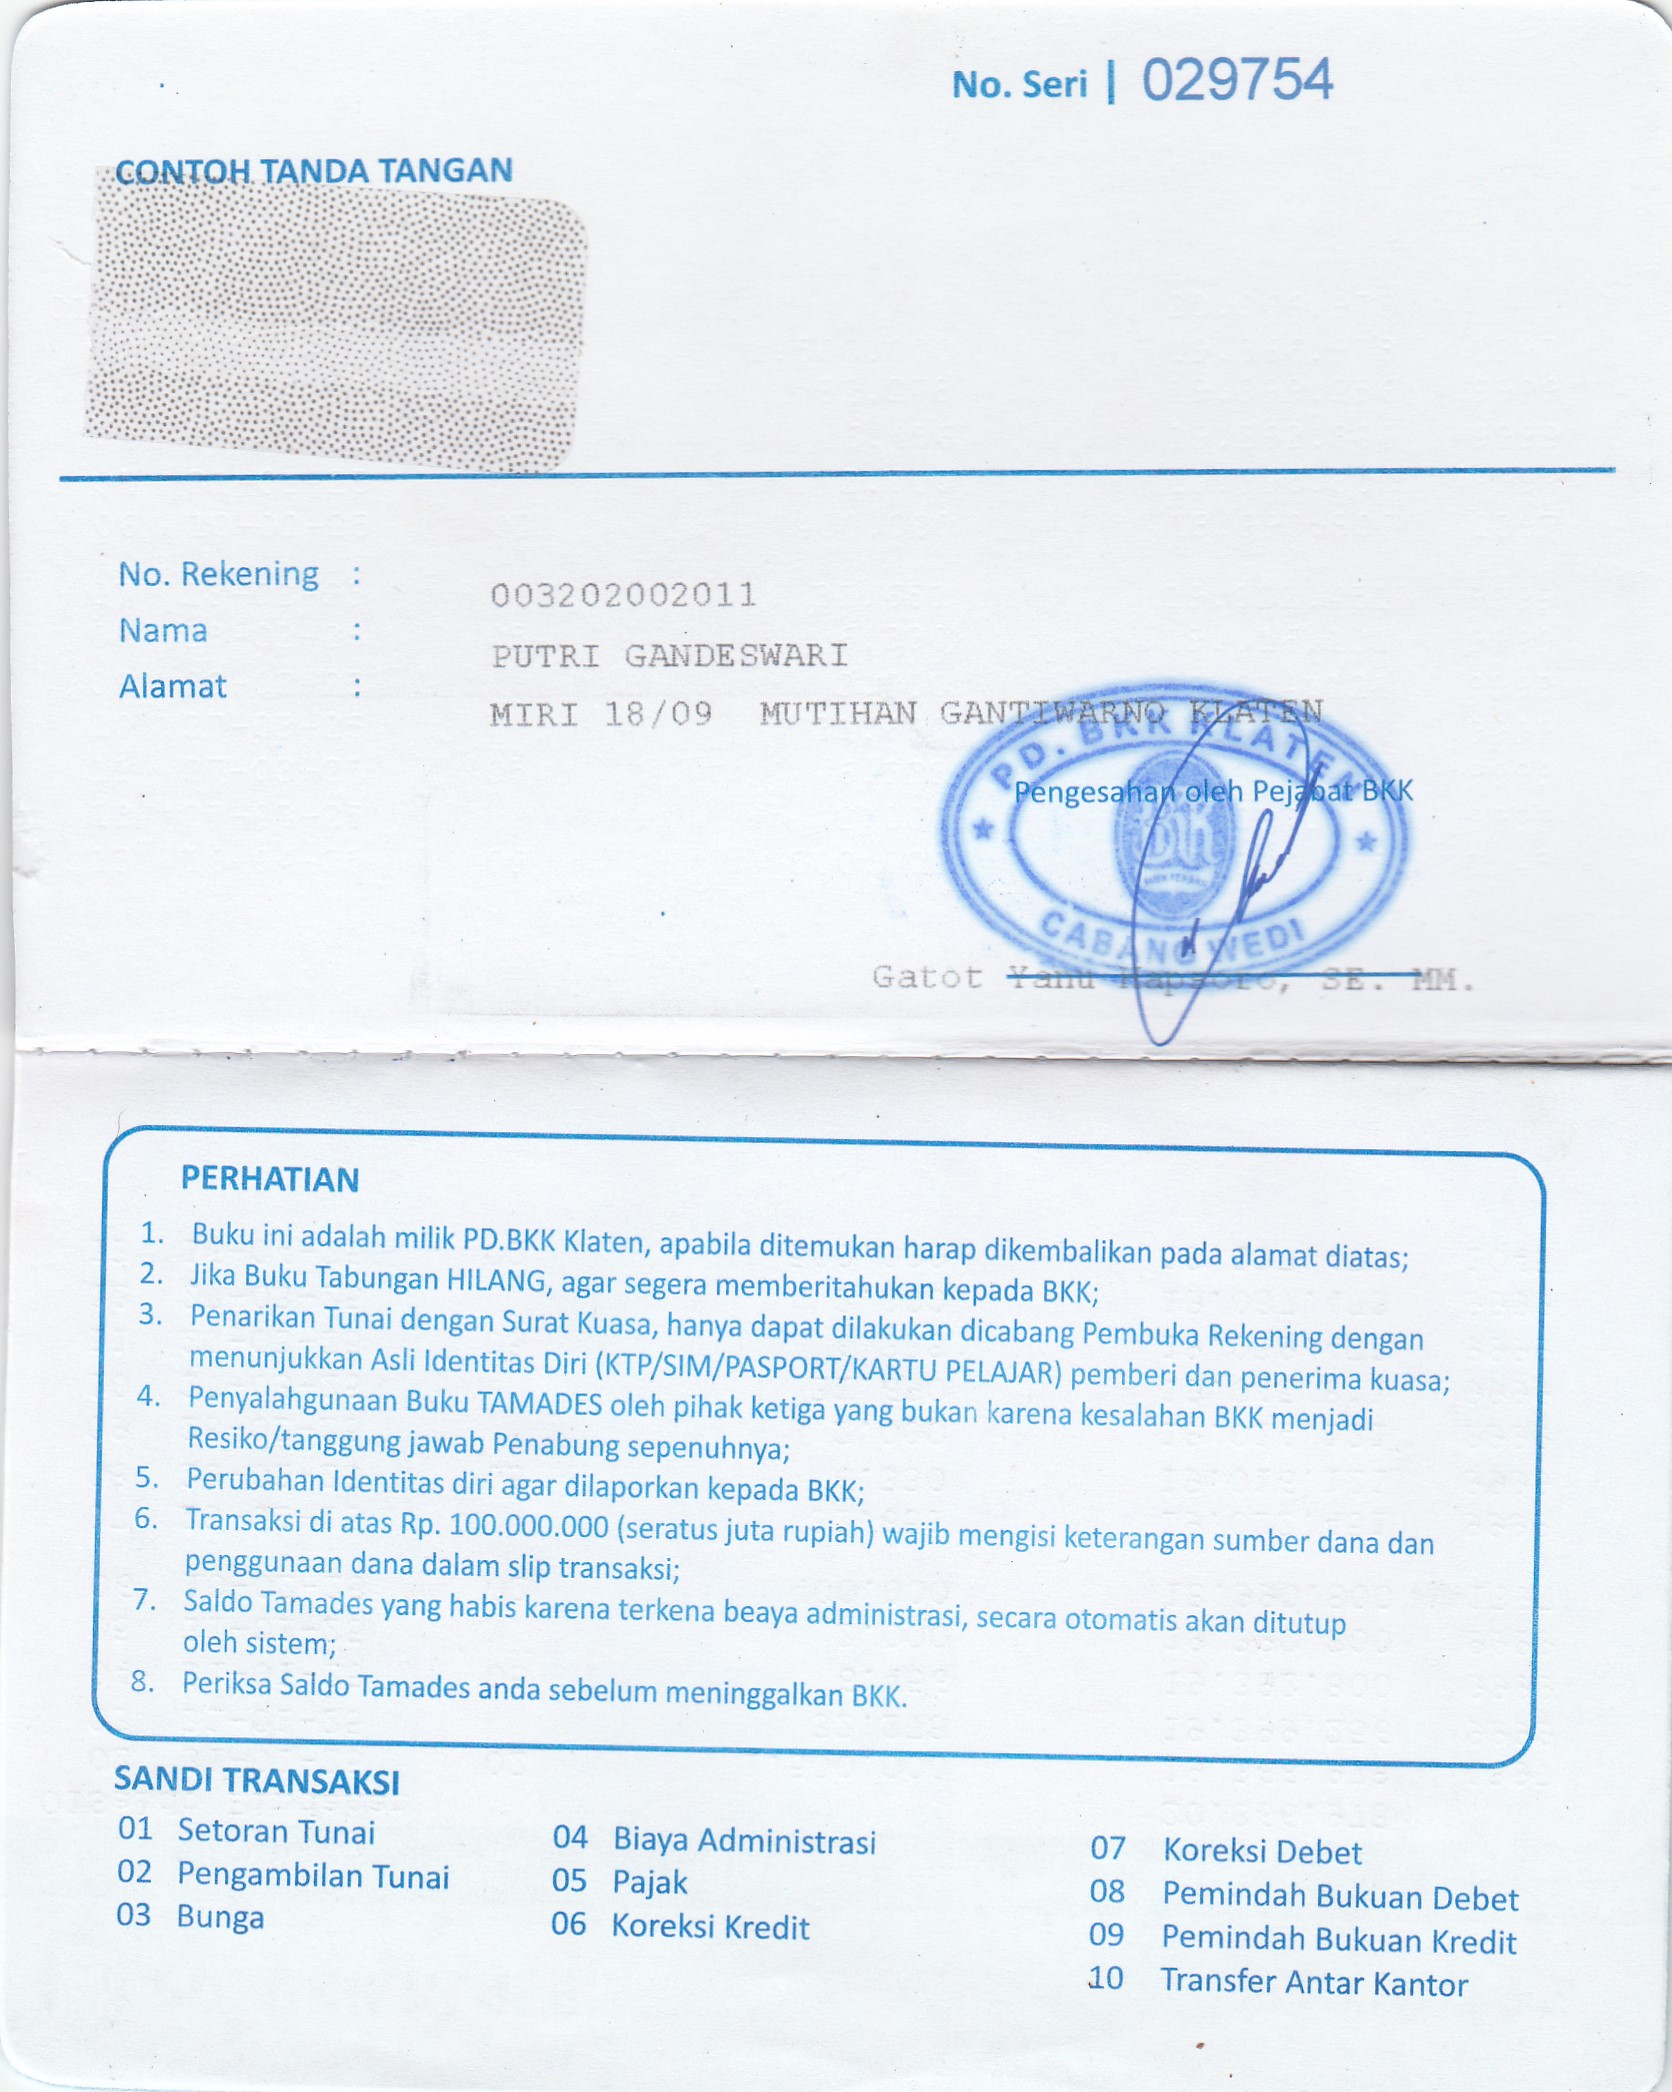 No. Seri | 029754
CONTOH TANDA TANGAN
No. Rekening : 003202002011
Nama : PUTRI GANDESWARI
Alamat : MIRI 18/09 MUTIHAN GANTIWARNO KLATEN
PD. BKK KLATEN
Pengesahan oleh Pejabat BKK
BKK
CABANG WEDI
Gatot Yanu Hapsoro, SE. MM.
PERHATIAN
1. Buku ini adalah milik PD.BKK Klaten, apabila ditemukan harap dikembalikan pada alamat diatas;
2. Jika Buku Tabungan HILANG, agar segera memberitahukan kepada BKK;
3. Penarikan Tunai dengan Surat Kuasa, hanya dapat dilakukan dicabang Pembuka Rekening dengan
menunjukkan Asli Identitas Diri (KTP/SIM/PASPORT/KARTU PELAJAR) pemberi dan penerima kuasa;
4. Penyalahgunaan Buku TAMADES oleh pihak ketiga yang bukan karena kesalahan BKK menjadi
Resiko/tanggung jawab Penabung sepenuhnya;
5. Perubahan Identitas diri agar dilaporkan kepada BKK;
6. Transaksi di atas Rp. 100.000.000 (seratus juta rupiah) wajib mengisi keterangan sumber dana dan
penggunaan dana dalam slip transaksi;
7. Saldo Tamades yang habis karena terkena beaya administrasi, secara otomatis akan ditutup
oleh sistem;
8. Periksa Saldo Tamades anda sebelum meninggalkan BKK.
SANDI TRANSAKSI
01 Setoran Tunai
02 Pengambilan Tunai
03 Bunga
04 Biaya Administrasi
05 Pajak
06 Koreksi Kredit
07 Koreksi Debet
08 Pemindah Bukuan Debet
09 Pemindah Bukuan Kredit
10 Transfer Antar Kantor